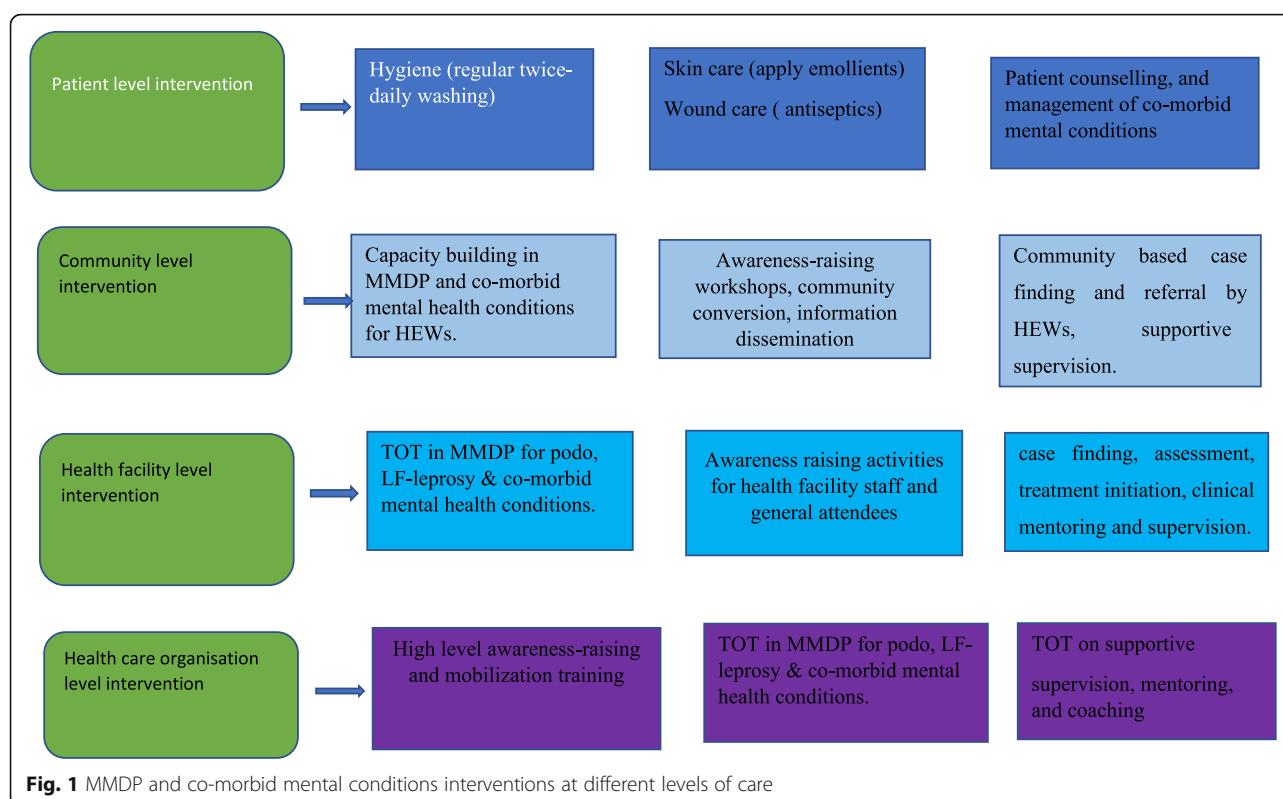 Patient level intervention
Hygiene (regular twice-
daily washing)
Skin care (apply emollients)
Wound care ( antiseptics)
Patient counselling, and
management of co-morbid
mental conditions
Community level
intervention
Capacity building in
MMDP and co-morbid
mental health conditions
for HEWs.
Awareness-raising
workshops, community
conversion, information
dissemination
Community based case
finding and referral by
HEWs, supportive
supervision.
Health facility level
intervention
TOT in MMDP for podo,
LF-leprosy & co-morbid
mental health conditions.
Awareness raising activities
for health facility staff and
general attendees
case finding, assessment,
treatment initiation, clinical
mentoring and supervision.
Health care organisation
level intervention
High level awareness-raising
and mobilization training
TOT in MMDP for podo, LF-
leprosy & co-morbid mental
health conditions.
TOT on supportive
supervision, mentoring,
and coaching
Fig. 1 MMDP and co-morbid mental conditions interventions at different levels of care